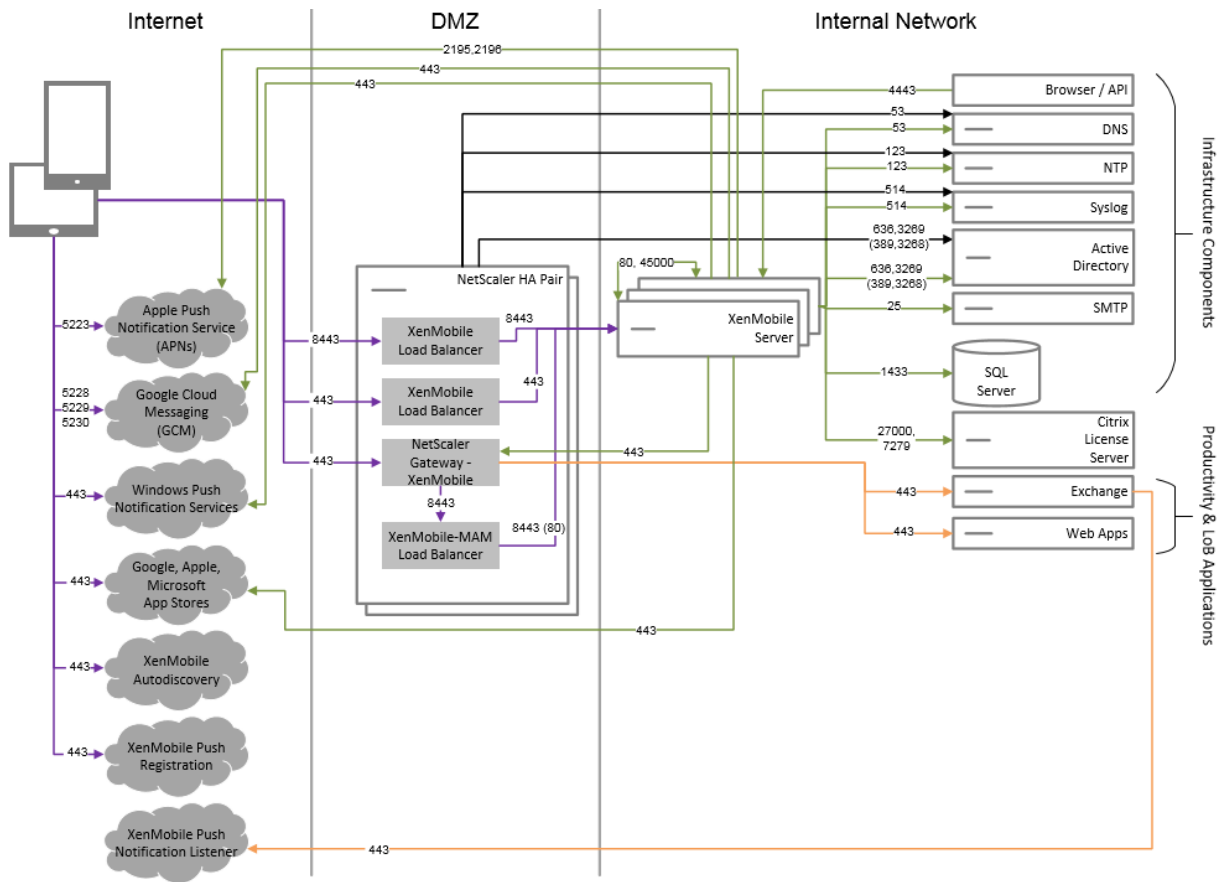 Internet
DMZ
Internal Network
2195,2196
443
443
4443
Browser / API
53
53
DNS
123
123
NTP
514
514
Syslog
636,3269
(389,3268)
636,3269
(389,3268)
Active
Directory
25
SMTP
1433
SQL
Server
27000,
7279
Citrix
License
Server
443
Exchange
443
Web Apps
Infrastructure Components
Productivity & LoB Applications
80, 45000
XenMobile
Server
NetScaler HA Pair
8443
XenMobile
Load Balancer
8443
443
XenMobile
Load Balancer
443
443
NetScaler
Gateway -
XenMobile
443
8443
XenMobile-MAM
Load Balancer
8443 (80)
443
5223
Apple Push
Notification Service
(APNs)
5228
5229
5230
Google Cloud
Messaging
(GCM)
443
Windows Push
Notification Services
443
Google, Apple,
Microsoft
App Stores
443
XenMobile
Autodiscovery
443
XenMobile Push
Registration
XenMobile Push
Notification Listener
443